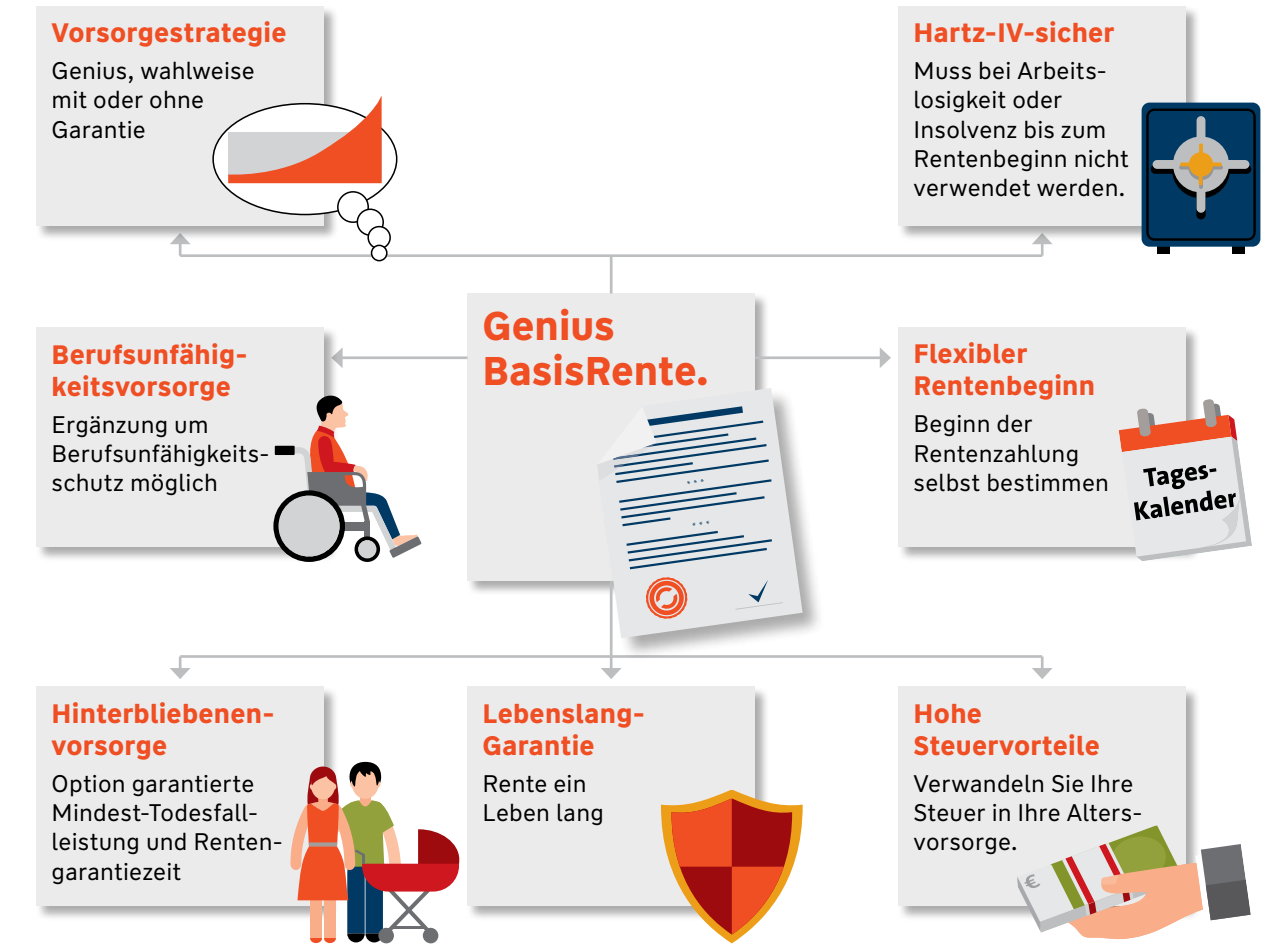 Vorsorgestrategie
Genius, wahlweise
mit oder ohne
Garantie
Hartz-IV-sicher
Muss bei Arbeits-
losigkeit oder
Insolvenz bis zum
Rentenbeginn nicht
verwendet werden.
Genius
BasisRente.
Berufsunfähig-
keitsvorsorge
Ergänzung um
Berufsunfähigkeits-
schutz möglich
Flexibler
Rentenbeginn
Beginn der
Rentenzahlung
selbst bestimmen
Tages-
Kalender
Hinterbliebenen-
vorsorge
Option garantierte
Mindest-Todesfall-
leistung und Renten-
garantiezeit
Lebenslang-
Garantie
Rente ein
Leben lang
Hohe
Steuervorteile
Verwandeln Sie Ihre
Steuer in Ihre Alters-
vorsorge.
€